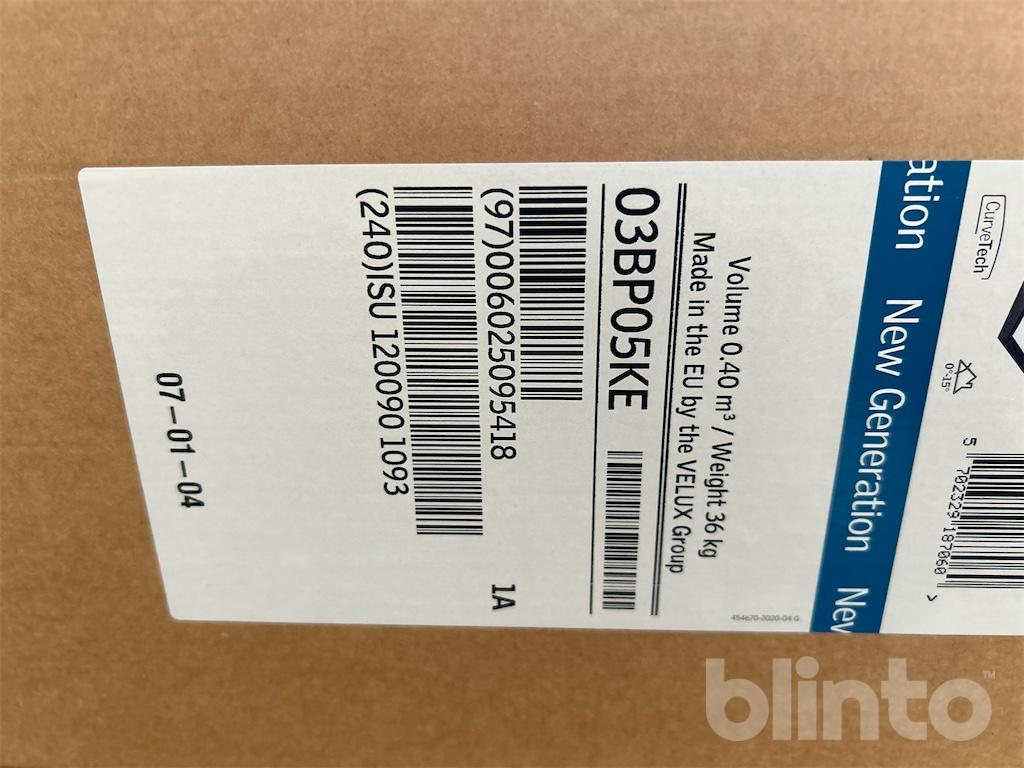 CurveTech
0°-15°
5 702329 187060 >
ation New Generation Nev
Volume 0.40 m³ / Weight 36 kg
Made in the EU by the VELUX Group
454670-2020-04 G
03BP05KE
(97)006025095418 1A
(240)ISU 120090 1093
07-01-04
blinto™